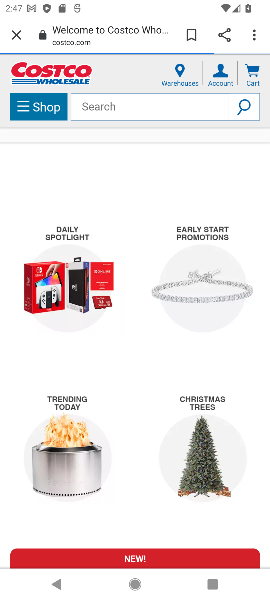 2:47
Welcome to Costco Who...
costco.com
COSTCO
WHOLESALE
Warehouses
Account
Cart
Shop
Search
DAILY
SPOTLIGHT
EARLY START
PROMOTIONS
TRENDING
TODAY
CHRISTMAS
TREES
NEW!